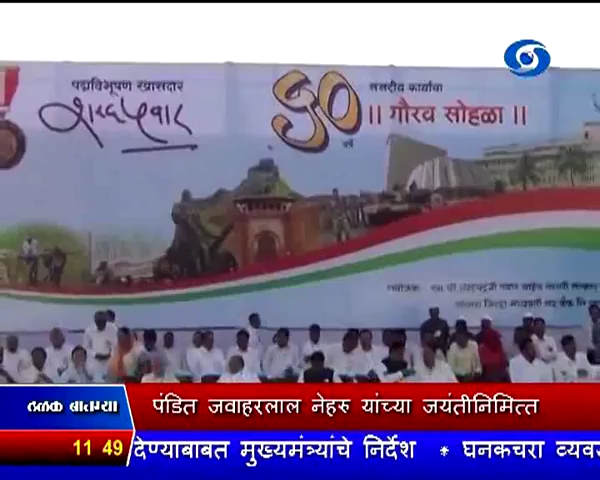 पद्मविभूषण खासदार
शरद पवार
५० वर्षे
संसदीय कार्याचा
|| गौरव सोहळा ||
ठळक बातम्या
पंडित जवाहरलाल नेहरु यांच्या जयंतीनिमित्त
11 49
देण्याबाबत मुख्यमंत्र्यांचे निर्देश * घनकचरा व्यवस